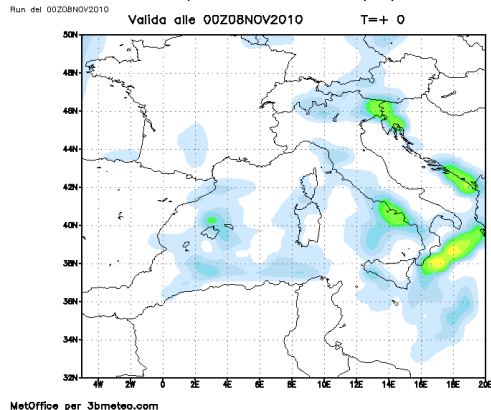 Run del 00Z08NOV2010
Valida alle 00Z08NOV2010 T=+ 0
50N
48N
46N
44N
42N
40N
38N
36N
34N
32N
4W 2W 0 2E 4E 6E 8E 10E 12E 14E 16E 18E 20E
MetOffice per 3bmeteo.com